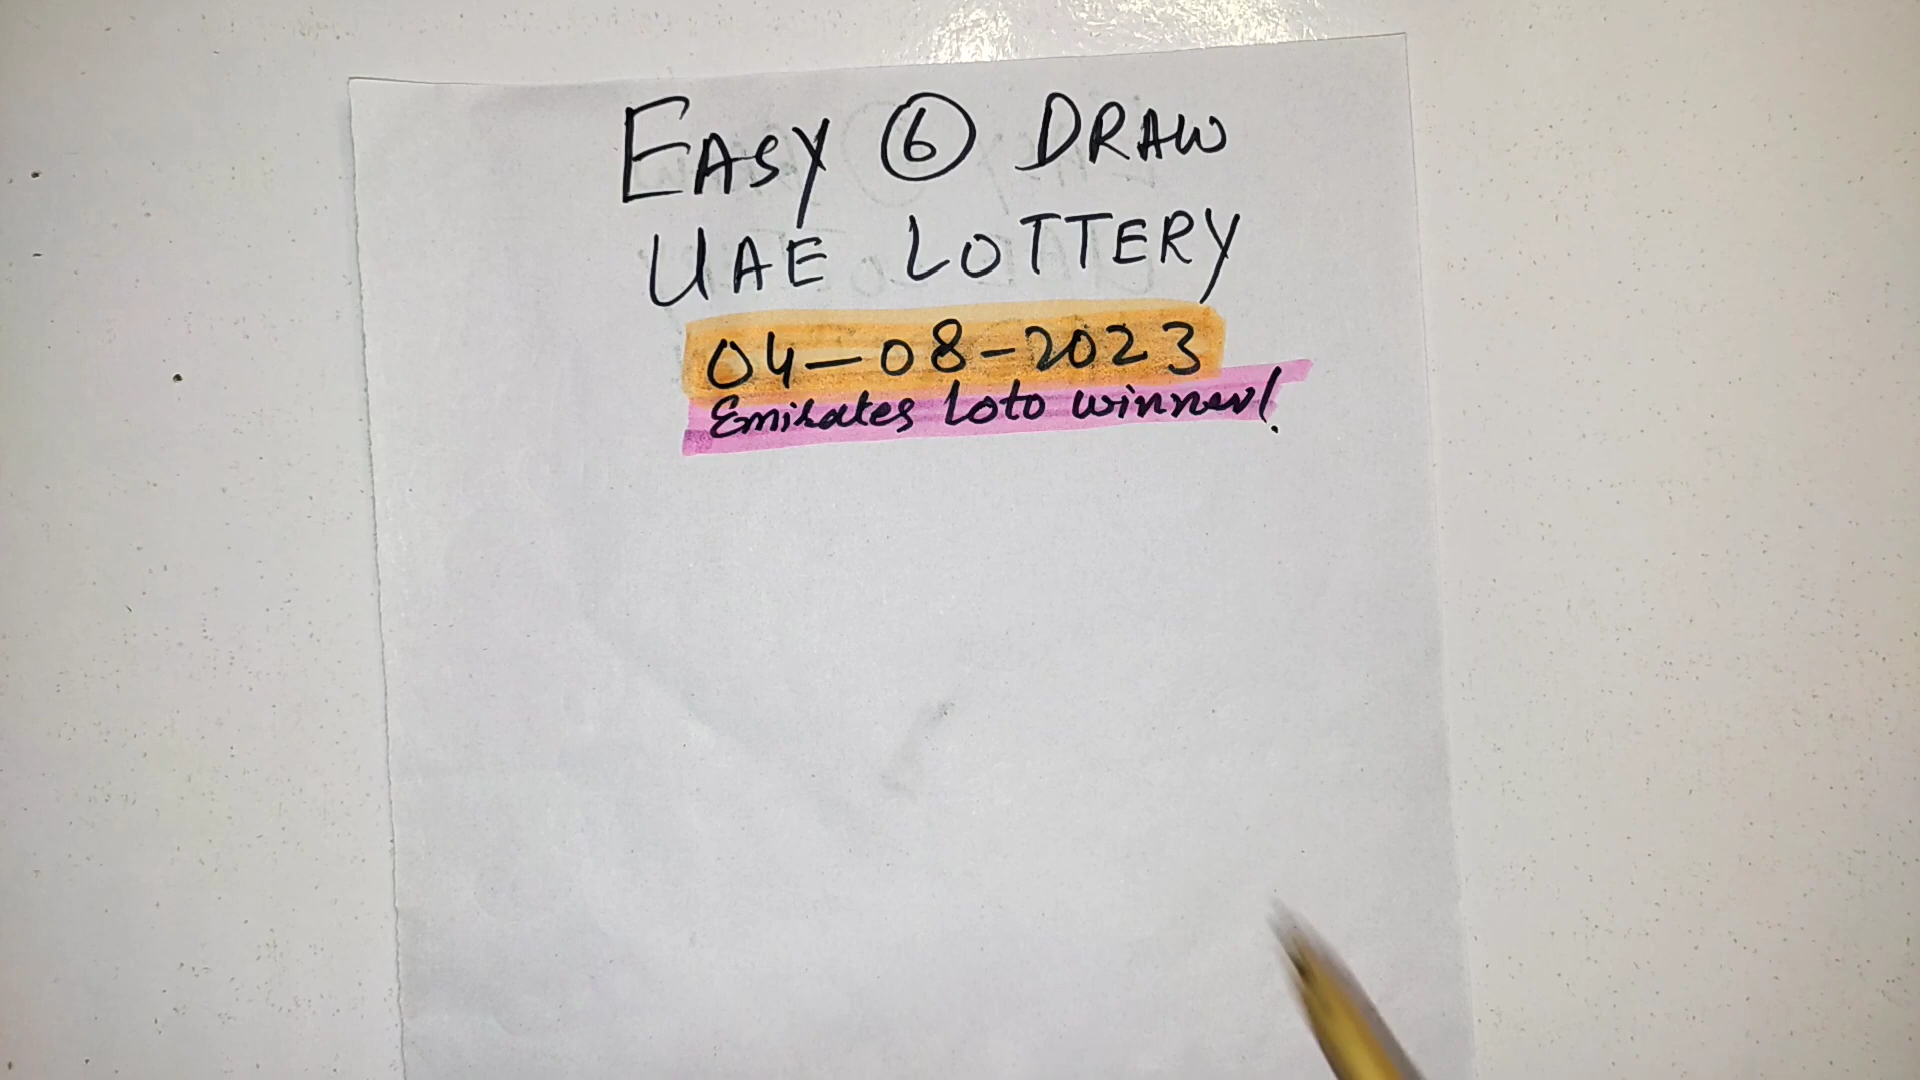 EASY ⑥ DRAW
UAE LOTTERY
04-08-2023
Emirates Loto winner!